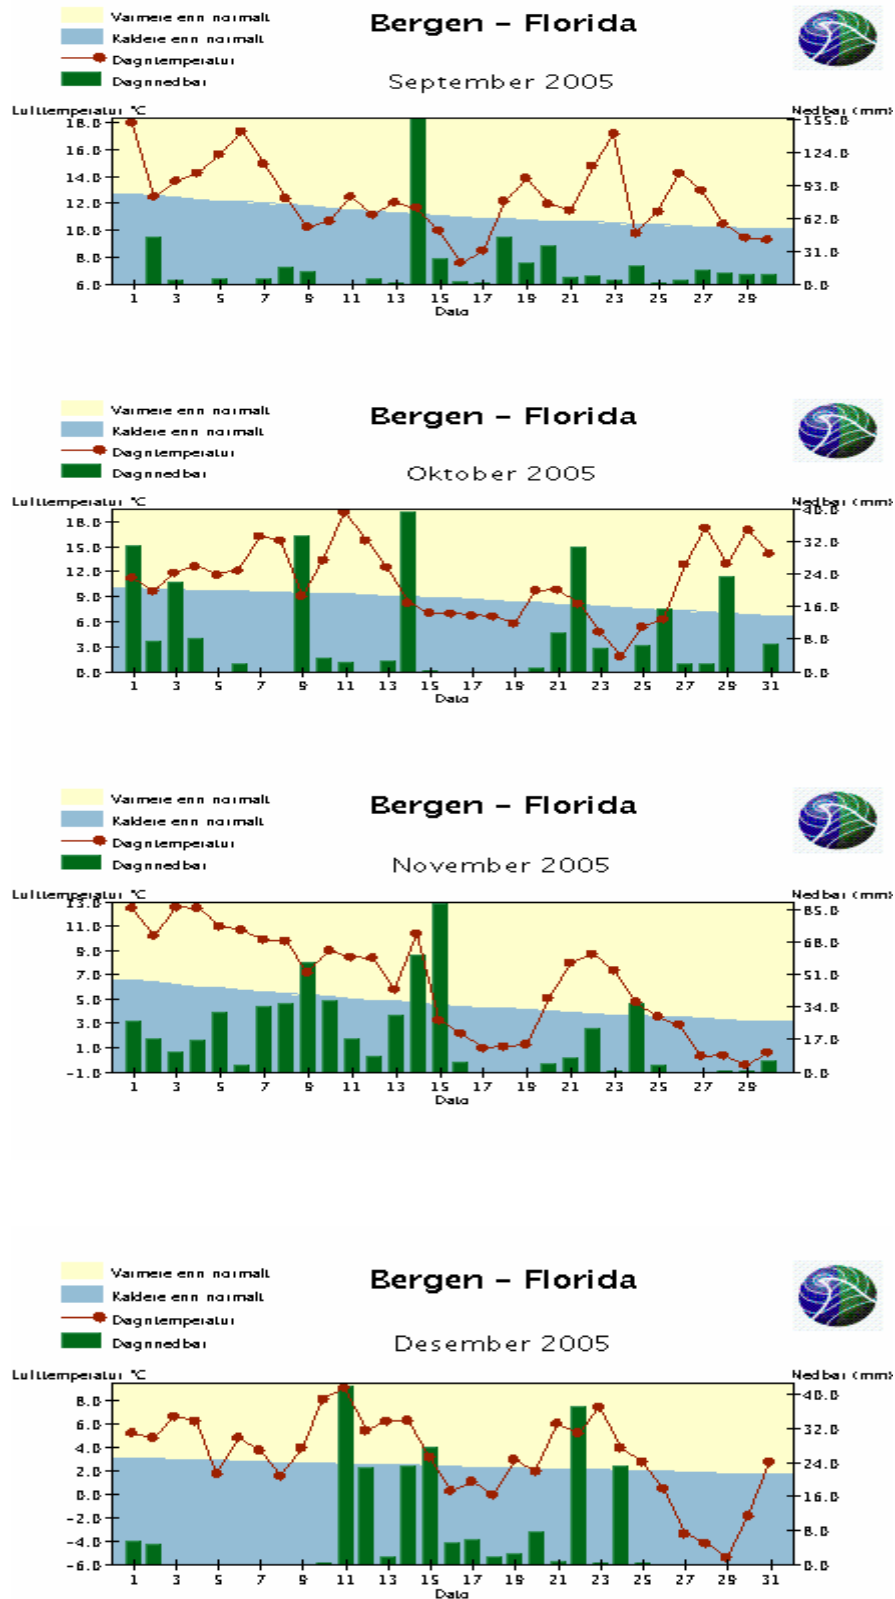 Varmere enn normalt
Bergen – Florida
Kaldere enn normalt
Døgntemperatur
Døgnnedbør
September 2005
Lufttemperatur °C
Nedbør (mm)
18.0
155.0
16.0
124.0
14.0
93.0
12.0
62.0
10.0
31.0
8.0
6.0
0.0
1 3 5 7 9 11 13 15 17 19 21 23 25 27 29
Dato
Varmere enn normalt
Bergen – Florida
Kaldere enn normalt
Døgntemperatur
Døgnnedbør
Oktober 2005
Lufttemperatur °C
Nedbør (mm)
40.0
18.0
32.0
15.0
24.0
12.0
9.0
16.0
6.0
8.0
3.0
0.0
0.0
1 3 5 7 9 11 13 15 17 19 21 23 25 27 29 31
Dato
Varmere enn normalt
Bergen – Florida
Kaldere enn normalt
Døgntemperatur
Døgnnedbør
November 2005
Lufttemperatur °C
Nedbør (mm)
13.0
85.0
11.0
68.0
9.0
51.0
7.0
5.0
34.0
3.0
17.0
1.0
-1.0
0.0
1 3 5 7 9 11 13 15 17 19 21 23 25 27 29
Dato
Varmere enn normalt
Bergen – Florida
Kaldere enn normalt
Døgntemperatur
Døgnnedbør
Desember 2005
Lufttemperatur °C
Nedbør (mm)
8.0
40.0
6.0
32.0
4.0
24.0
2.0
0.0
16.0
-2.0
8.0
-4.0
-6.0
0.0
1 3 5 7 9 11 13 15 17 19 21 23 25 27 29 31
Dato